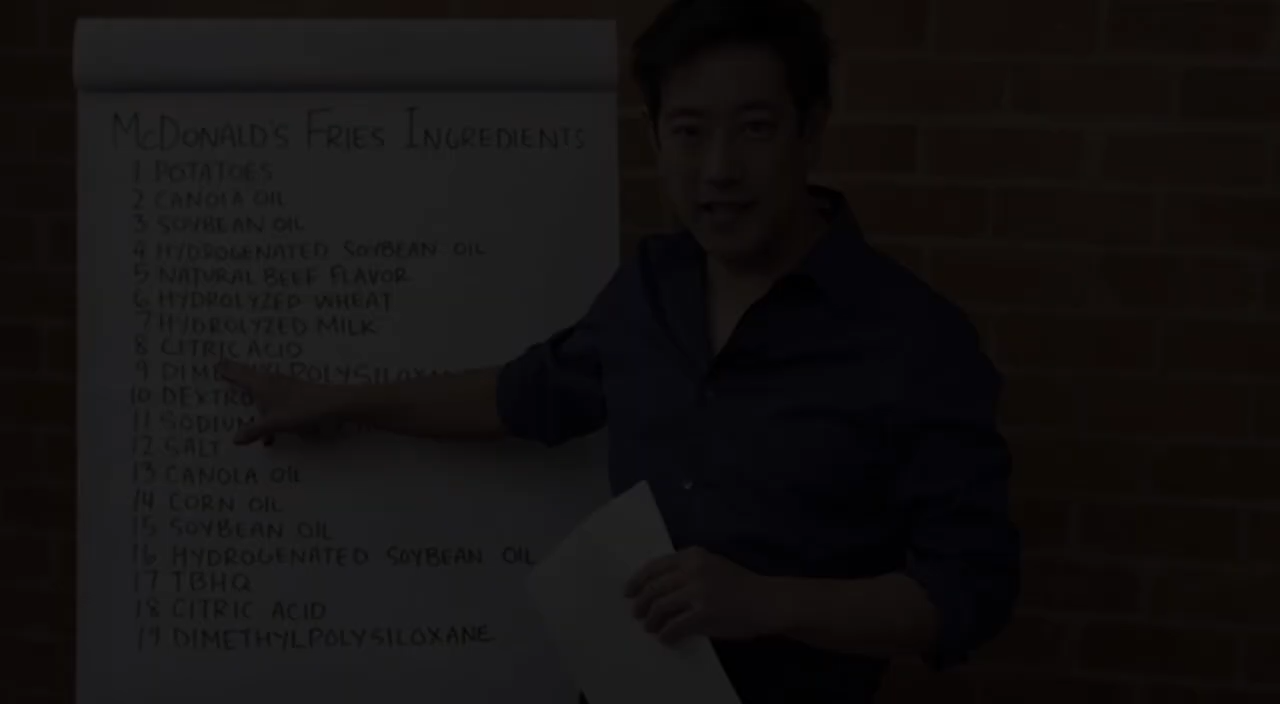 McDonald's Fries Ingredients
1 POTATOES
2 CANOLA OIL
3 SOYBEAN OIL
4 HYDROGENATED SOYBEAN OIL
5 NATURAL BEEF FLAVOR
6 HYDROLYZED WHEAT
7 HYDROLYZED MILK
8 CITRIC ACID
9
10
11 SODIUM
12 SALT
13 CANOLA OIL
14 CORN OIL
15 SOYBEAN OIL
16 HYDROGENATED SOYBEAN OIL
17 TBHQ
18 CITRIC ACID
19 DIMETHYLPOLYSILOXANE